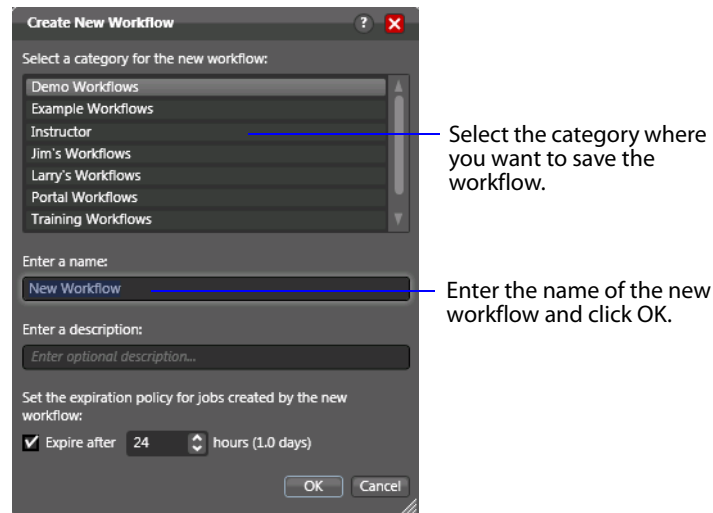 Create New Workflow
?
Select a category for the new workflow:
Demo Workflows
Example Workflows
Instructor
Jim's Workflows
Larry's Workflows
Portal Workflows
Training Workflows
Select the category where
you want to save the
workflow.
Enter a name:
New Workflow
Enter the name of the new
workflow and click OK.
Enter a description:
Enter optional description...
Set the expiration policy for jobs created by the new
workflow:
Expire after 24 hours (1.0 days)
OK Cancel